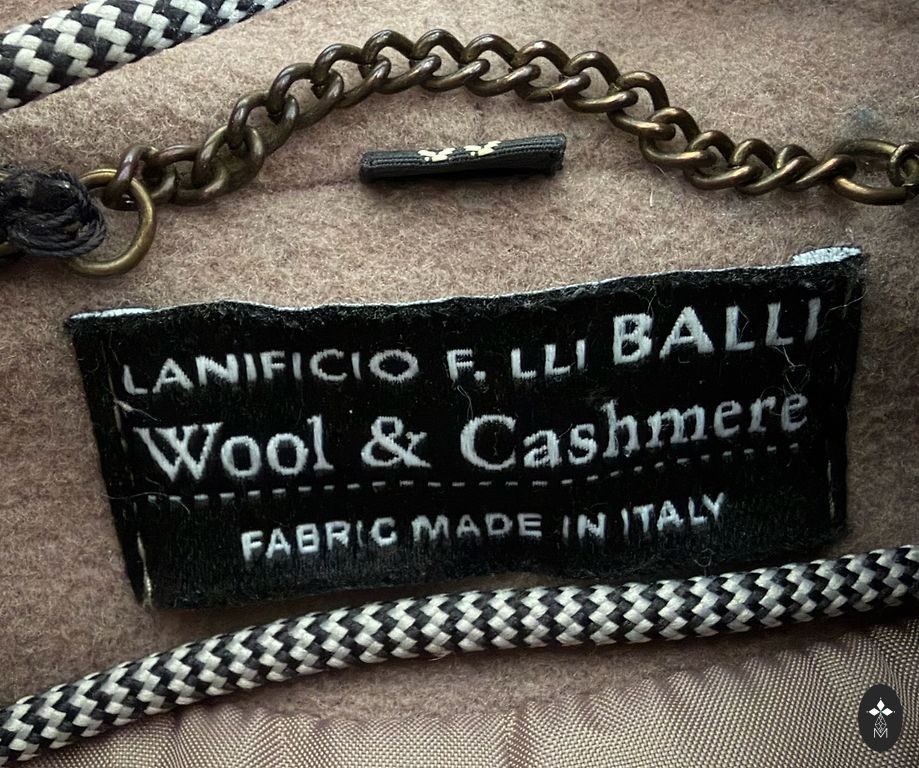 LANIFICIO F. LLI BALLI
Wool & Cashmere
FABRIC MADE IN ITALY
M